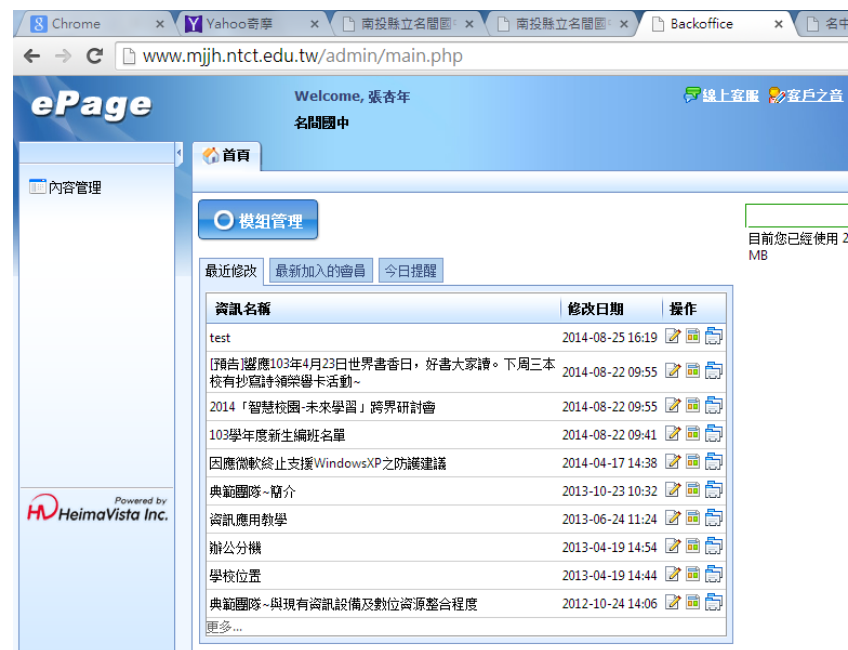 Chrome
Yahoo奇摩
南投縣立名間國
南投縣立名間國
Backoffice
名中
www.mjjh.ntct.edu.tw/admin/main.php
ePage
Welcome, 張杏年
名間國中
線上客服
客戶之音
首頁
內容管理
模組管理
目前您已經使用 2
MB
最近修改
最新加入的會員
今日提醒
資訊名稱 修改日期 操作
test 2014-08-25 16:19
[預告]響應103年4月23日世界書香日，好書大家讀。下周三本
校有抄寫詩領榮譽卡活動~ 2014-08-22 09:55
2014「智慧校園-未來學習」跨界研討會 2014-08-22 09:55
103學年度新生編班名單 2014-08-22 09:41
因應微軟終止支援WindowsXP之防護建議 2014-04-17 14:38
典範團隊~簡介 2013-10-23 10:32
資訊應用教學 2013-06-24 11:24
辦公分機 2013-04-19 14:54
學校位置 2013-04-19 14:44
典範團隊~與現有資訊設備及數位資源整合程度 2012-10-24 14:06
更多...
Powered by
HeimaVista Inc.